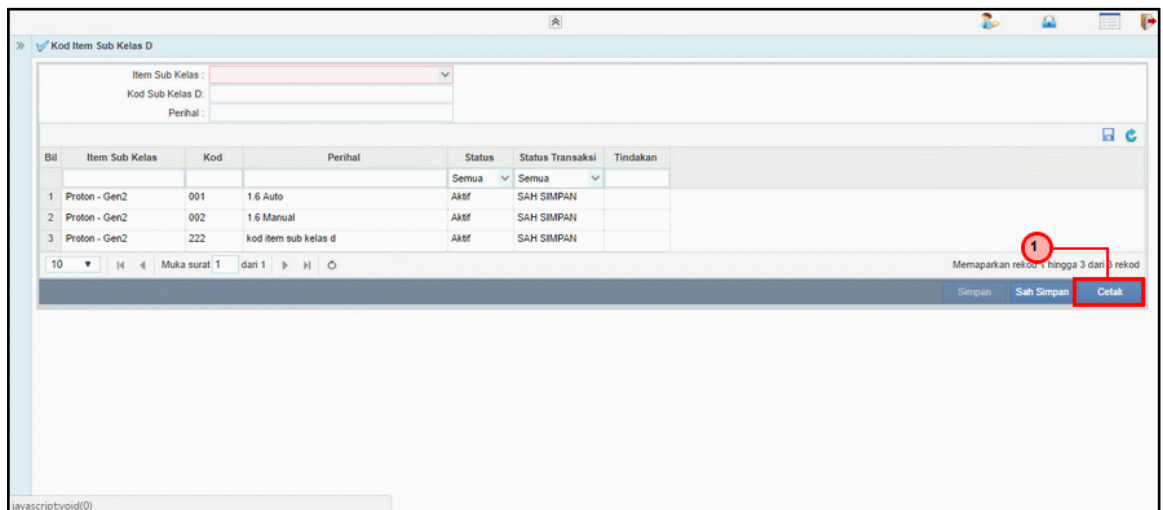 Kod Item Sub Kelas D
Item Sub Kelas :
Kod Sub Kelas D:
Perihal :
Bil Item Sub Kelas Kod Perihal Status Status Transaksi Tindakan
Semua Semua
1 Proton - Gen2 001 1.6 Auto Aktif SAH SIMPAN
2 Proton - Gen2 002 1.6 Manual Aktif SAH SIMPAN
3 Proton - Gen2 222 kod item sub kelas d Aktif SAH SIMPAN
1
10 Muka surat 1 dari 1 Memaparkan rekod 1 hingga 3 dari 3 rekod
Simpan Sah Simpan Cetak
javascript:void(0)